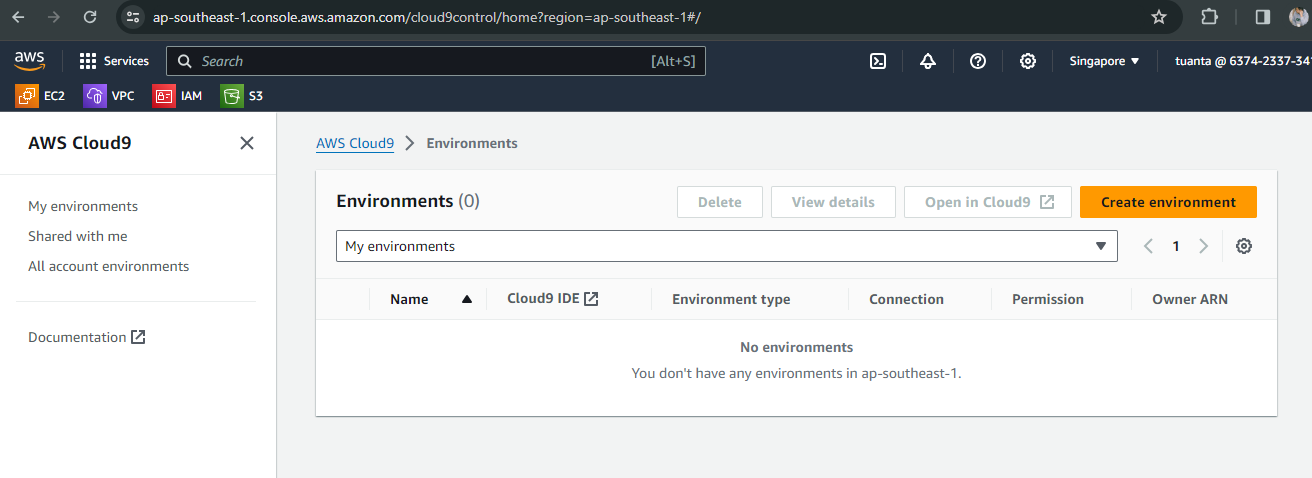 ap-southeast-1.console.aws.amazon.com/cloud9control/home?region=ap-southeast-1#/
aws Services Search [Alt+S] Singapore tuanta @ 6374-2337-34
EC2 VPC IAM S3
AWS Cloud9
My environments
Shared with me
All account environments
Documentation
AWS Cloud9 Environments
Environments (0) Delete View details Open in Cloud9 Create environment
My environments 1
Name Cloud9 IDE Environment type Connection Permission Owner ARN
No environments
You don't have any environments in ap-southeast-1.